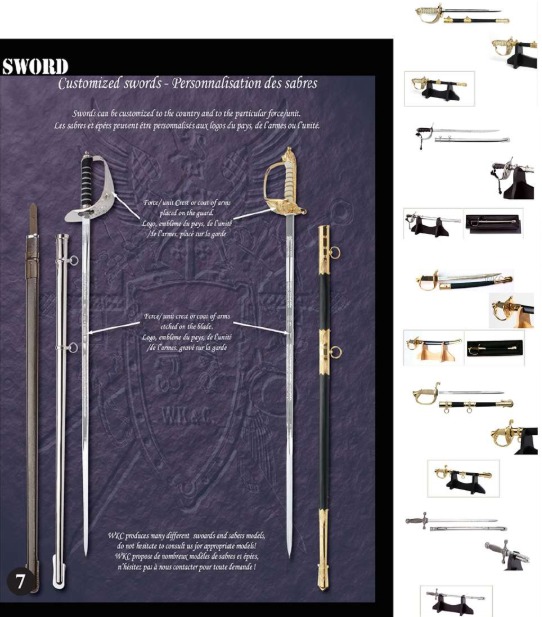 SWORD
Customized swords - Personnalisation des sabres
Swords can be customized to the country and to the particular force/unit.
Les sabres et épées peuvent être personnalisés aux logos du pays, de l'armes ou l'unité.
Force/unit Crest or coat of arms
placed on the guard.
Logo, emblème du pays, de l'unité
/de l'armes, placé sur la garde
Force/unit crest or coat of arms
etched on the blade.
Logo, emblème du pays, de l'unité
/de l'armes, gravé sur la garde
W.K.C.
WKC produces many different swoards and sabers models,
do not hesitate to consult us for appropriate models!
WKC propose de nombreux modèles de sabres et épées,
n'hésitez pas à nous contacter pour toute demande !
7